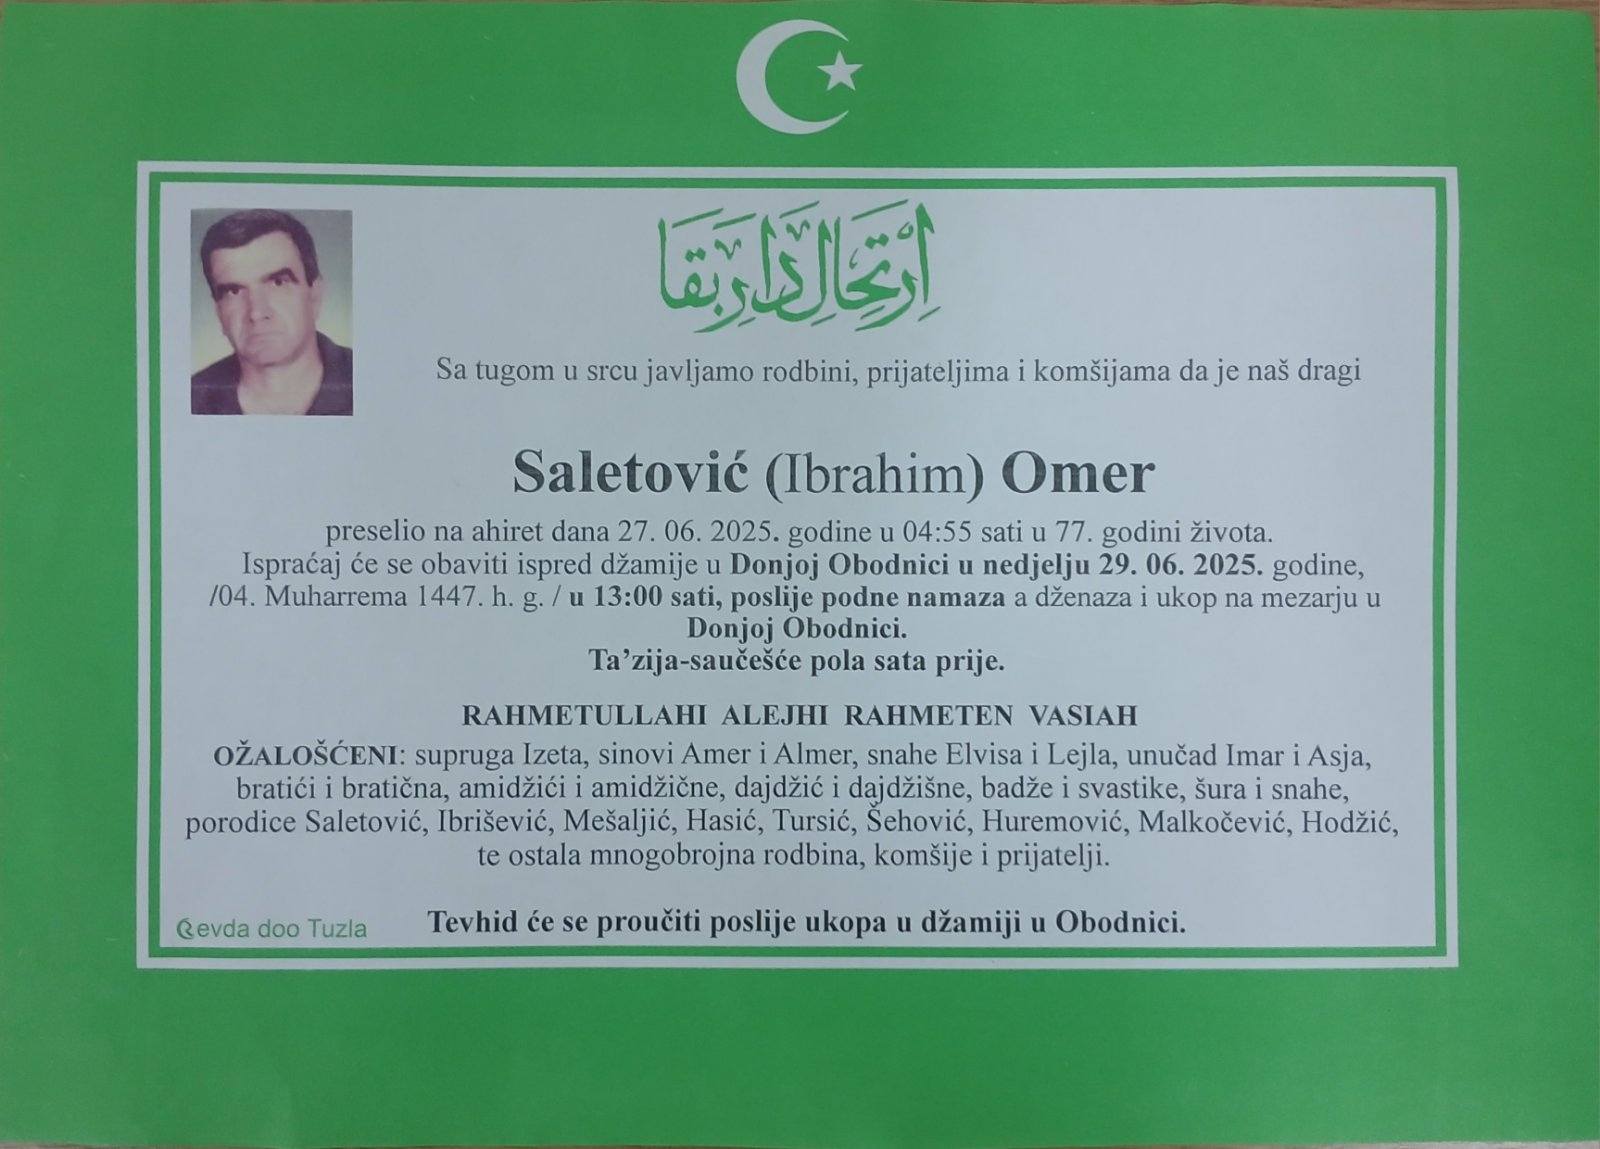 اِرْتِحَالِ دَارِ بَقَا
Sa tugom u srcu javljamo rodbini, prijateljima i komšijama da je naš dragi
Saletović (Ibrahim) Omer
preselio na ahiret dana 27. 06. 2025. godine u 04:55 sati u 77. godini života.
Ispraćaj će se obaviti ispred džamije u Donjoj Obodnici u nedjelju 29. 06. 2025. godine,
/04. Muharrema 1447. h. g. / u 13:00 sati, poslije podne namaza a dženaza i ukop na mezarju u
Donjoj Obodnici.
Ta’zija-saučešće pola sata prije.
RAHMETULLAHI ALEJHI RAHMETEN VASIAH
OŽALOŠĆENI: supruga Izeta, sinovi Amer i Almer, snahe Elvisa i Lejla, unučad Imar i Asja,
bratići i bratična, amidžići i amidžične, dajdžić i dajdžišne, badže i svastike, šura i snahe,
porodice Saletović, Ibrišević, Mešaljić, Hasić, Tursić, Šehović, Huremović, Malkočević, Hodžić,
te ostala mnogobrojna rodbina, komšije i prijatelji.
Tevhid će se proučiti poslije ukopa u džamiji u Obodnici.
Revda doo Tuzla